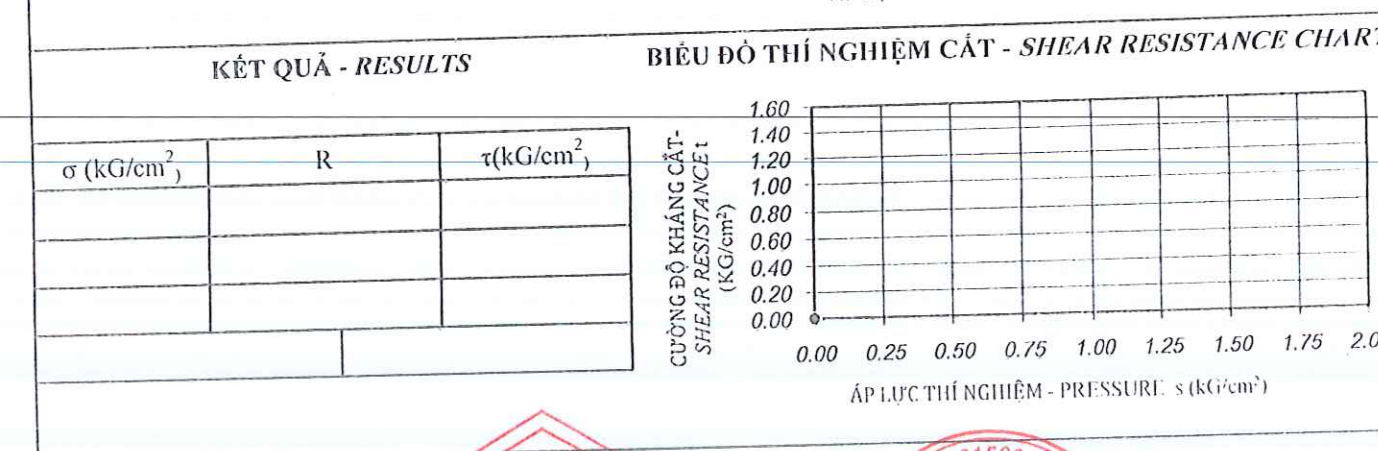 KẾT QUẢ - RESULTS
BIỂU ĐỒ THÍ NGHIỆM CẮT - SHEAR RESISTANCE CHART
σ (kG/cm²)
R
τ(kG/cm²)
CƯỜNG ĐỘ KHÁNG CẮT-
SHEAR RESISTANCE t
(KG/cm²)
1.60
1.40
1.20
1.00
0.80
0.60
0.40
0.20
0.00
0.00 0.25 0.50 0.75 1.00 1.25 1.50 1.75 2.0
ÁP LỰC THÍ NGHIỆM - PRESSURE s (kG/cm²)